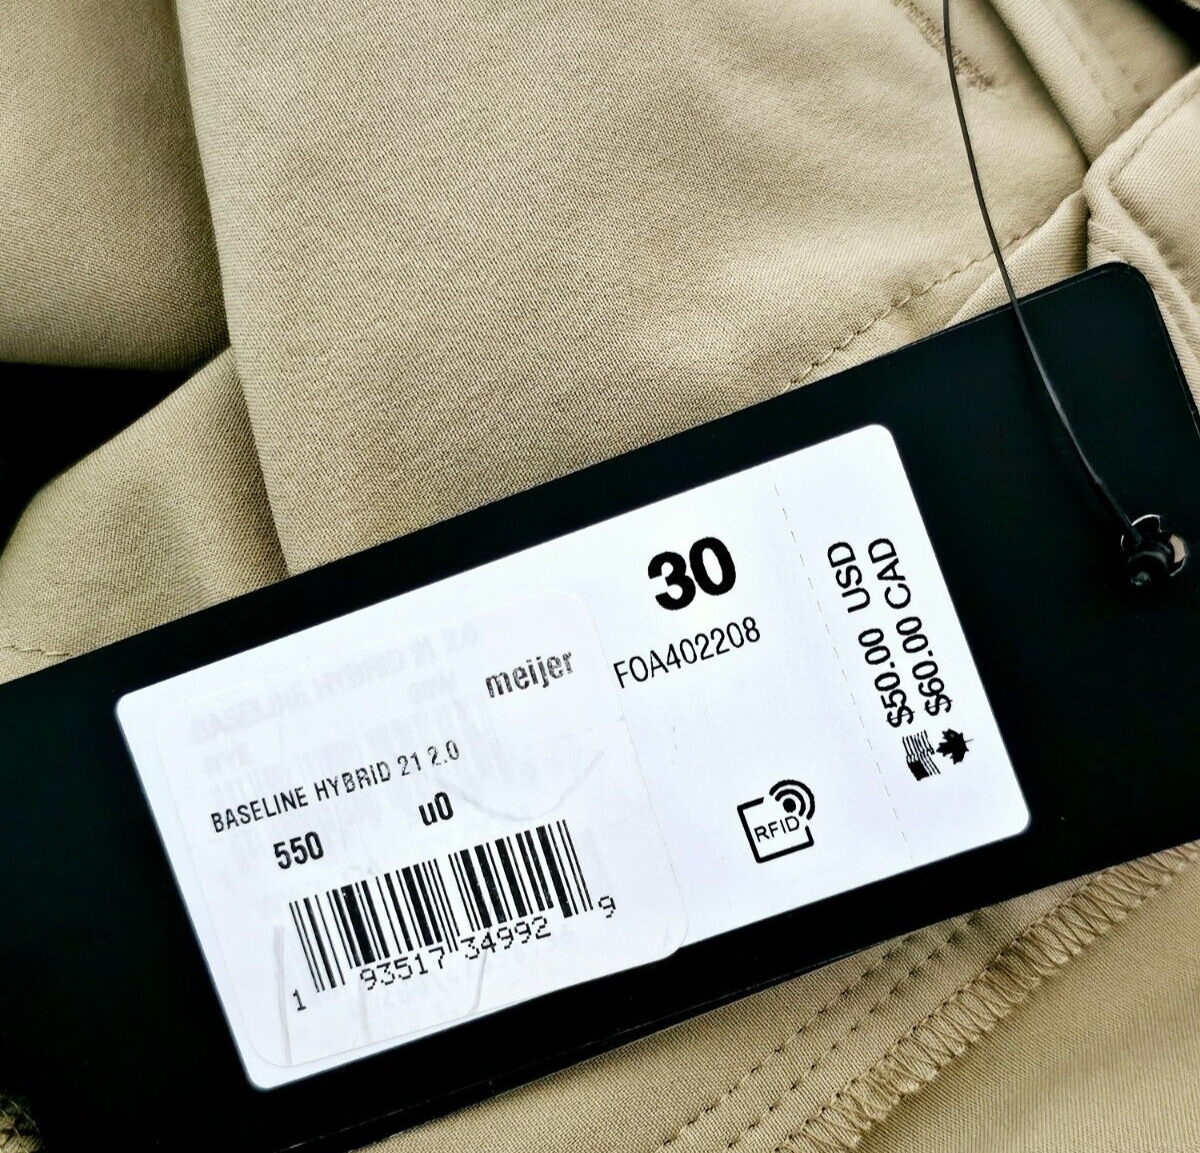 meijer
BASELINE HYBRID 21 2.0
550 u0
1 93517 34992 9
30
FOA402208
RFID
$50.00 USD
$60.00 CAD